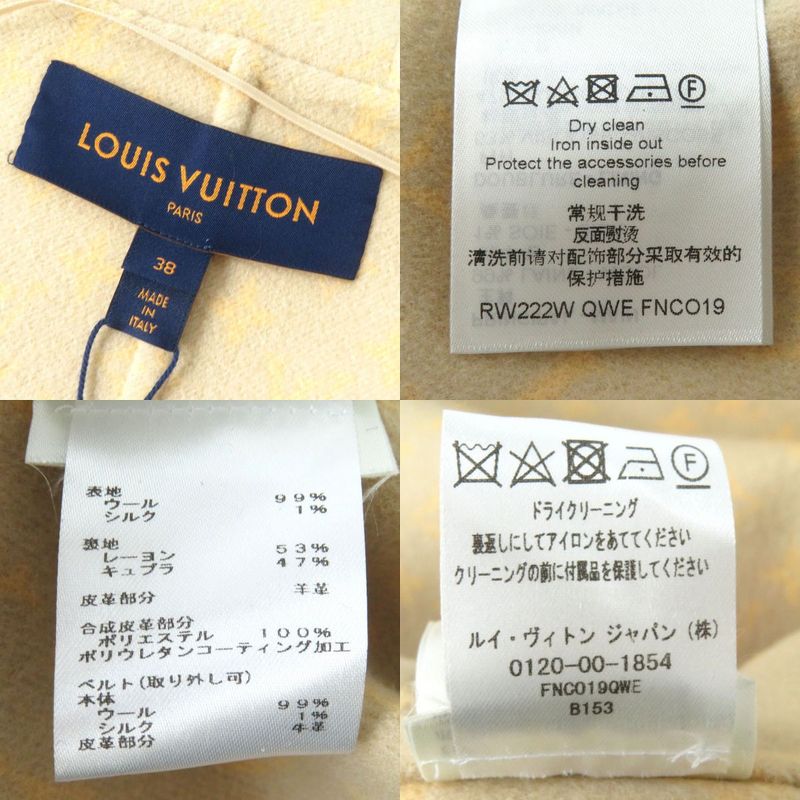 LOUIS VUITTON
PARIS
38
MADE
IN
ITALY
F
Dry clean
Iron inside out
Protect the accessories before
cleaning
常规干洗
反面熨烫
清洗前请对配饰部分采取有效的
保护措施
RW222W QWE FNCO19
表地
ウール 99%
シルク 1%
裏地
レーヨン 53%
キュプラ 47%
皮革部分 羊革
合成皮革部分
ポリエステル 100%
ポリウレタンコーティング加工
ベルト(取り外し可)
本体
ウール 99%
シルク 1%
皮革部分 牛革
F
ドライクリーニング
裏返しにしてアイロンをあててください
クリーニングの前に付属品を保護してください
ルイ・ヴィトン ジャパン(株)
0120-00-1854
FNCO19QWE
B153